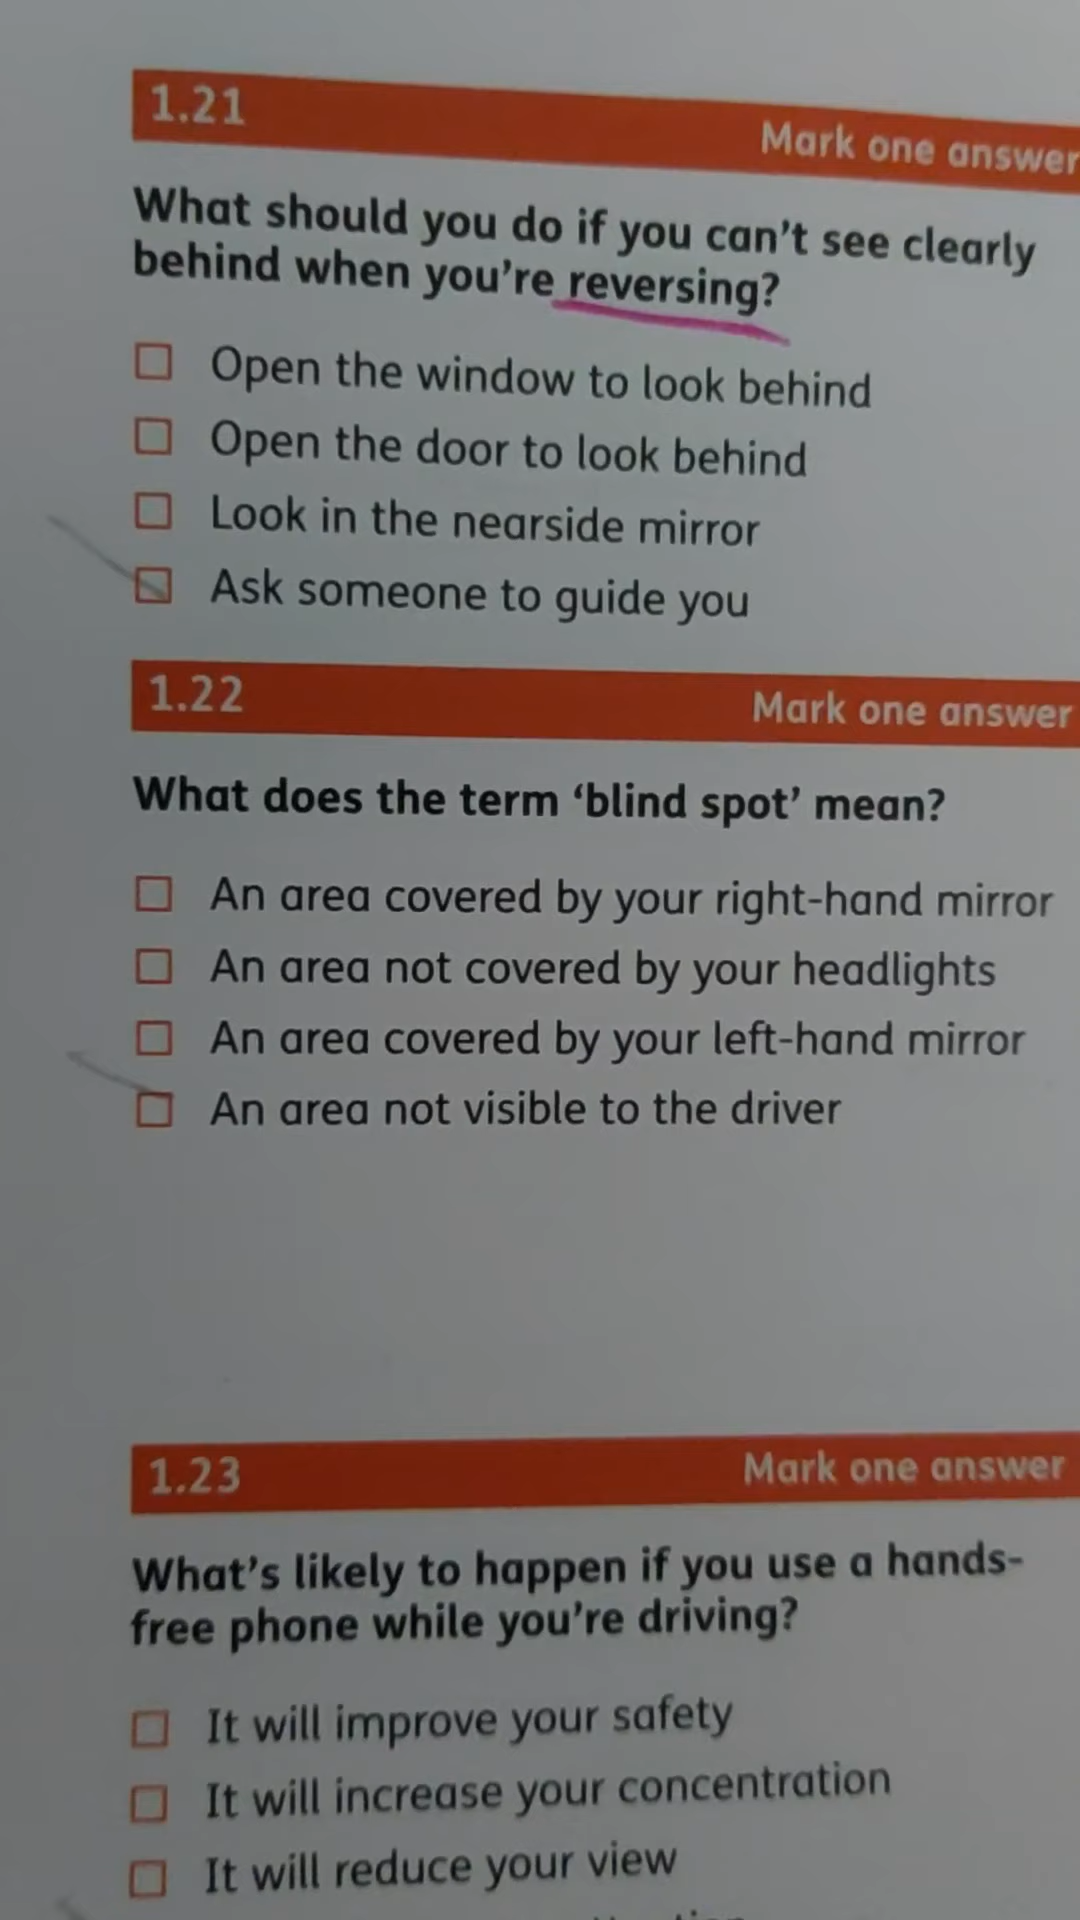 1.21
Mark one answer
What should you do if you can't see clearly
behind when you're reversing?
Open the window to look behind
Open the door to look behind
Look in the nearside mirror
Ask someone to guide you
1.22
Mark one answer
What does the term ‘blind spot’ mean?
An area covered by your right-hand mirror
An area not covered by your headlights
An area covered by your left-hand mirror
An area not visible to the driver
1.23
Mark one answer
What's likely to happen if you use a hands-
free phone while you're driving?
It will improve your safety
It will increase your concentration
It will reduce your view